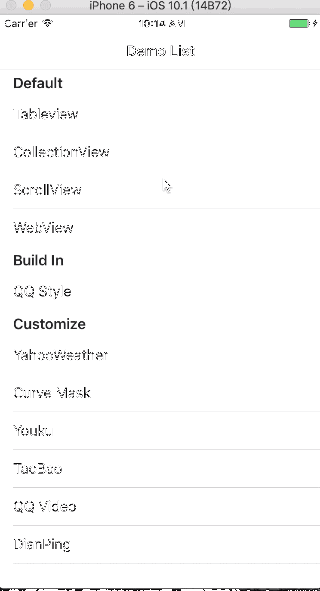 iPhone 6 – iOS 10.1 (14B72)
Carrier 10:14 AM
Demo List
Default
Tableview
CollectionView
ScrollView
WebView
Build In
QQ Style
Customize
YahooWeather
Curve Mask
Youku
TaoBao
QQ Video
DianPing